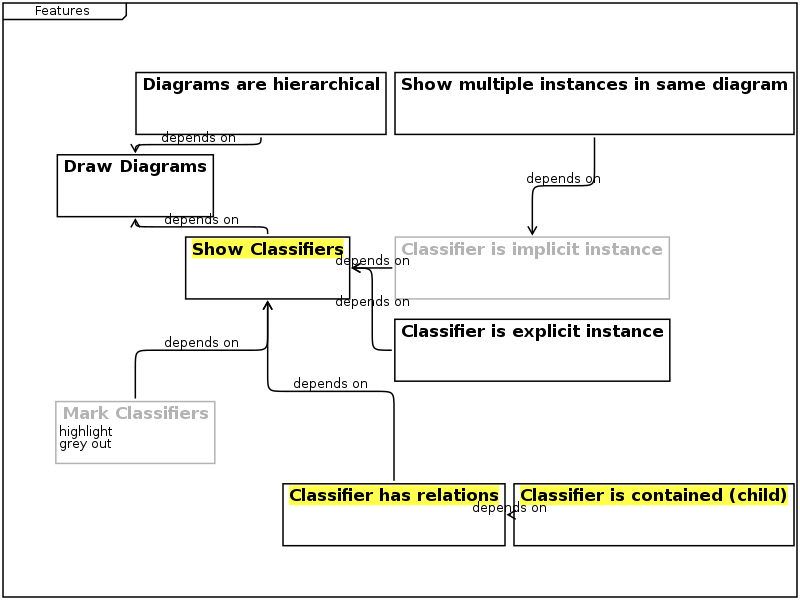 Features
Diagrams are hierarchical
Show multiple instances in same diagram
depends on
Draw Diagrams
depends on
depends on
Show Classifiers
Classifier is implicit instance
depends on
depends on
Classifier is explicit instance
depends on
depends on
Mark Classifiers
highlight
grey out
Classifier has relations
Classifier is contained (child)
depends on